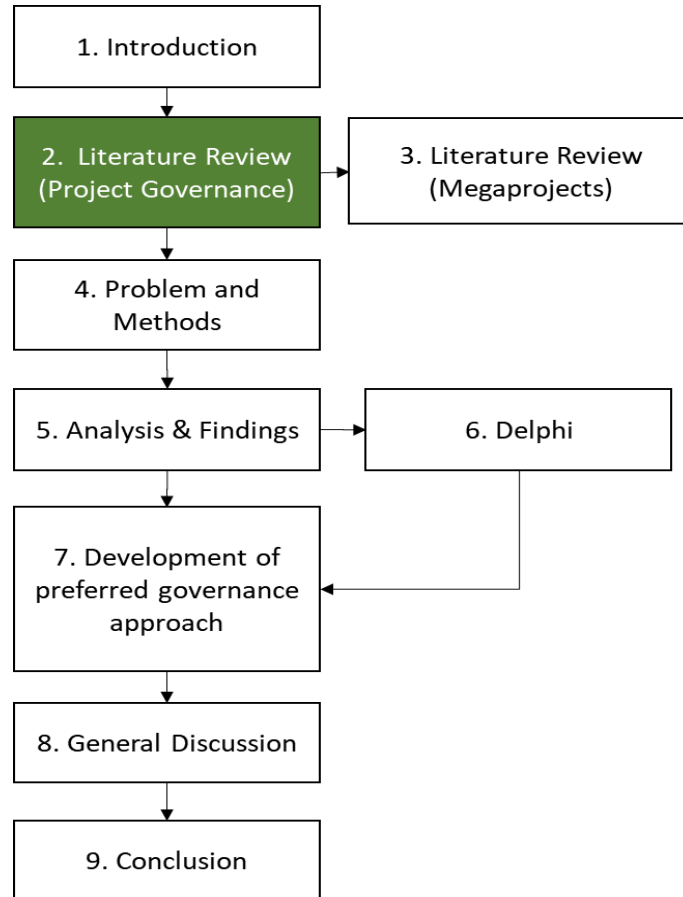 1. Introduction
2. Literature Review
(Project Governance)
3. Literature Review
(Megaprojects)
4. Problem and
Methods
5. Analysis & Findings
6. Delphi
7. Development of
preferred governance
approach
8. General Discussion
9. Conclusion